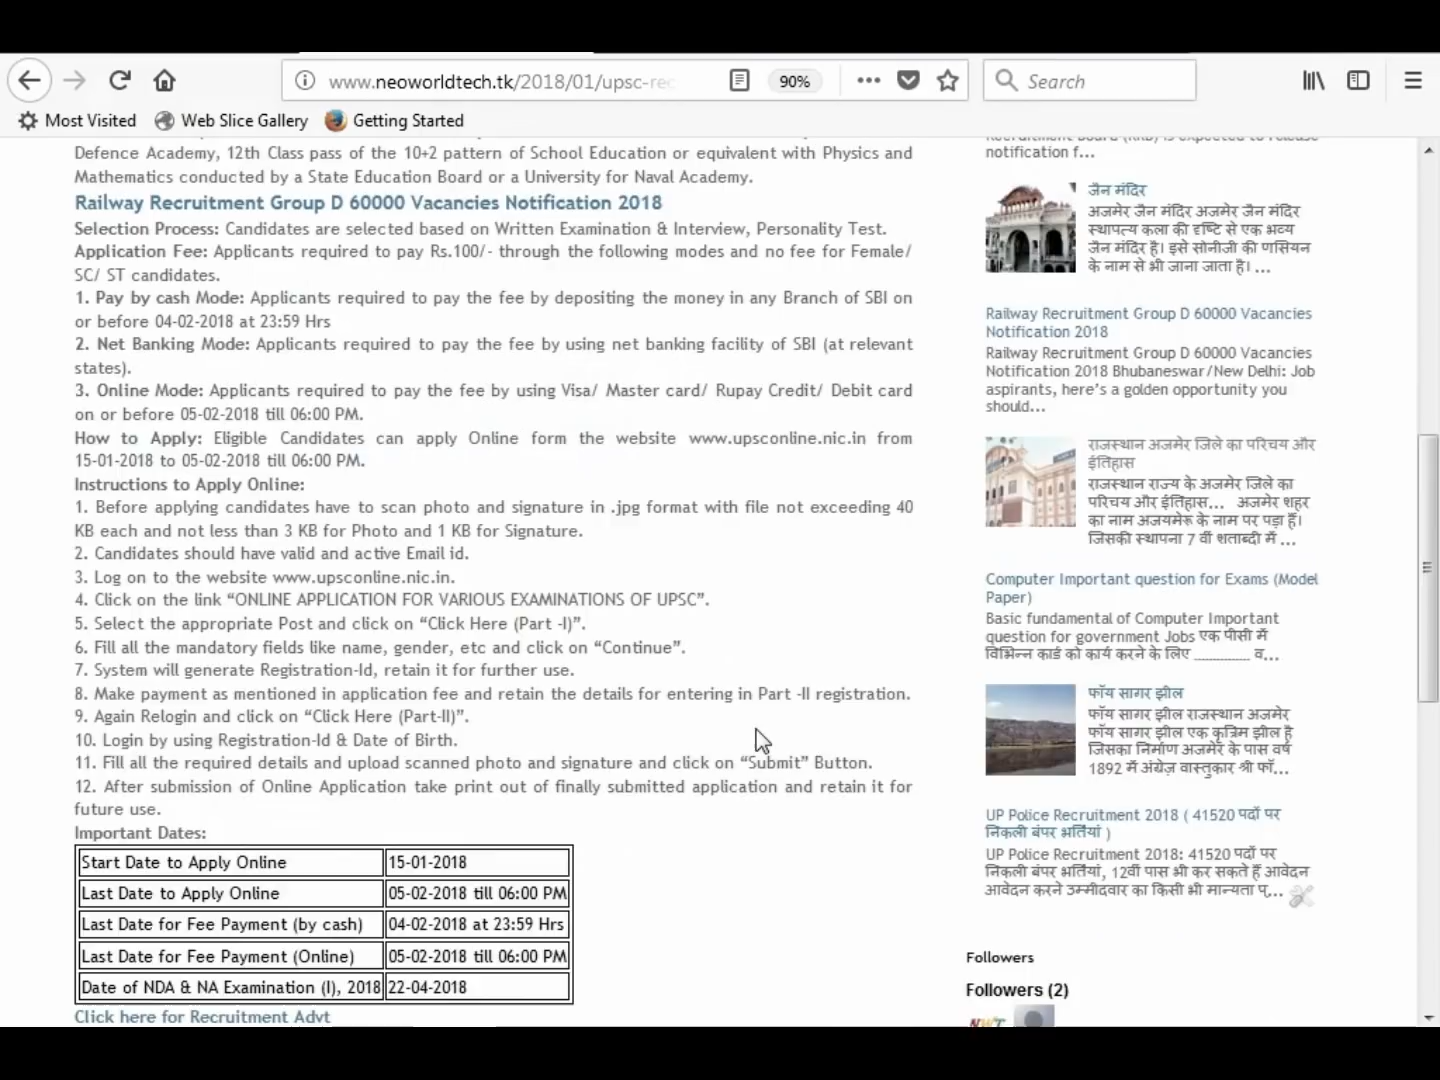 www.neoworldtech.tk/2018/01/upsc-rec
90%
Search
Most Visited
Web Slice Gallery
Getting Started
Defence Academy, 12th Class pass of the 10+2 pattern of School Education or equivalent with Physics and
Mathematics conducted by a State Education Board or a University for Naval Academy.
Railway Recruitment Group D 60000 Vacancies Notification 2018
Selection Process: Candidates are selected based on Written Examination & Interview, Personality Test.
Application Fee: Applicants required to pay Rs.100/- through the following modes and no fee for Female/
SC/ ST candidates.
1. Pay by cash Mode: Applicants required to pay the fee by depositing the money in any Branch of SBI on
or before 04-02-2018 at 23:59 Hrs
2. Net Banking Mode: Applicants required to pay the fee by using net banking facility of SBI (at relevant
states).
3. Online Mode: Applicants required to pay the fee by using Visa/ Master card/ Rupay Credit/ Debit card
on or before 05-02-2018 till 06:00 PM.
How to Apply: Eligible Candidates can apply Online form the website www.upsconline.nic.in from
15-01-2018 to 05-02-2018 till 06:00 PM.
Instructions to Apply Online:
1. Before applying candidates have to scan photo and signature in .jpg format with file not exceeding 40
KB each and not less than 3 KB for Photo and 1 KB for Signature.
2. Candidates should have valid and active Email id.
3. Log on to the website www.upsconline.nic.in.
4. Click on the link “ONLINE APPLICATION FOR VARIOUS EXAMINATIONS OF UPSC”.
5. Select the appropriate Post and click on “Click Here (Part -I)”.
6. Fill all the mandatory fields like name, gender, etc and click on “Continue”.
7. System will generate Registration-Id, retain it for further use.
8. Make payment as mentioned in application fee and retain the details for entering in Part -II registration.
9. Again Relogin and click on “Click Here (Part-II)”.
10. Login by using Registration-Id & Date of Birth.
11. Fill all the required details and upload scanned photo and signature and click on “Submit” Button.
12. After submission of Online Application take print out of finally submitted application and retain it for
future use.
Important Dates:
Start Date to Apply Online 15-01-2018
Last Date to Apply Online 05-02-2018 till 06:00 PM
Last Date for Fee Payment (by cash) 04-02-2018 at 23:59 Hrs
Last Date for Fee Payment (Online) 05-02-2018 till 06:00 PM
Date of NDA & NA Examination (I), 2018 22-04-2018
Click here for Recruitment Advt
Recruitment Board (RRB) is expected to release
notification f...
जैन मंदिर
अजमेर जैन मंदिर अजमेर जैन मंदिर
स्थापत्य कला की दृष्टि से एक भव्य
जैन मंदिर है। इसे सोनीजी की णसियन
के नाम से भी जाना जाता है। ...
Railway Recruitment Group D 60000 Vacancies
Notification 2018
Railway Recruitment Group D 60000 Vacancies
Notification 2018 Bhubaneswar/New Delhi: Job
aspirants, here’s a golden opportunity you
should...
राजस्थान अजमेर जिले का परिचय और
ईतिहास
राजस्थान राज्य के अजमेर जिले का
परिचय और ईतिहास... अजमेर शहर
का नाम अजयमेरू के नाम पर पड़ा हैं।
जिसकी स्थापना 7 वीं शताब्दी में ...
Computer Important question for Exams (Model
Paper)
Basic fundamental of Computer Important
question for government Jobs एक पीसी में
विभिन्न कार्ड को कार्य करने के लिए ____________ व...
फॉय सागर झील
फॉय सागर झील राजस्थान अजमेर
फॉय सागर झील एक कृत्रिम झील है
जिसका निर्माण अजमेर के पास वर्ष
1892 में अंग्रेज़ वास्तुकार श्री फॉ...
UP Police Recruitment 2018 ( 41520 पदों पर
निकली बंपर भर्तियां )
UP Police Recruitment 2018: 41520 पदों पर
निकली बंपर भर्तियां, 12वीं पास भी कर सकते हैं आवेदन
आवेदन करने उम्मीदवार का किसी भी मान्यता प्...
Followers
Followers (2)
NWT